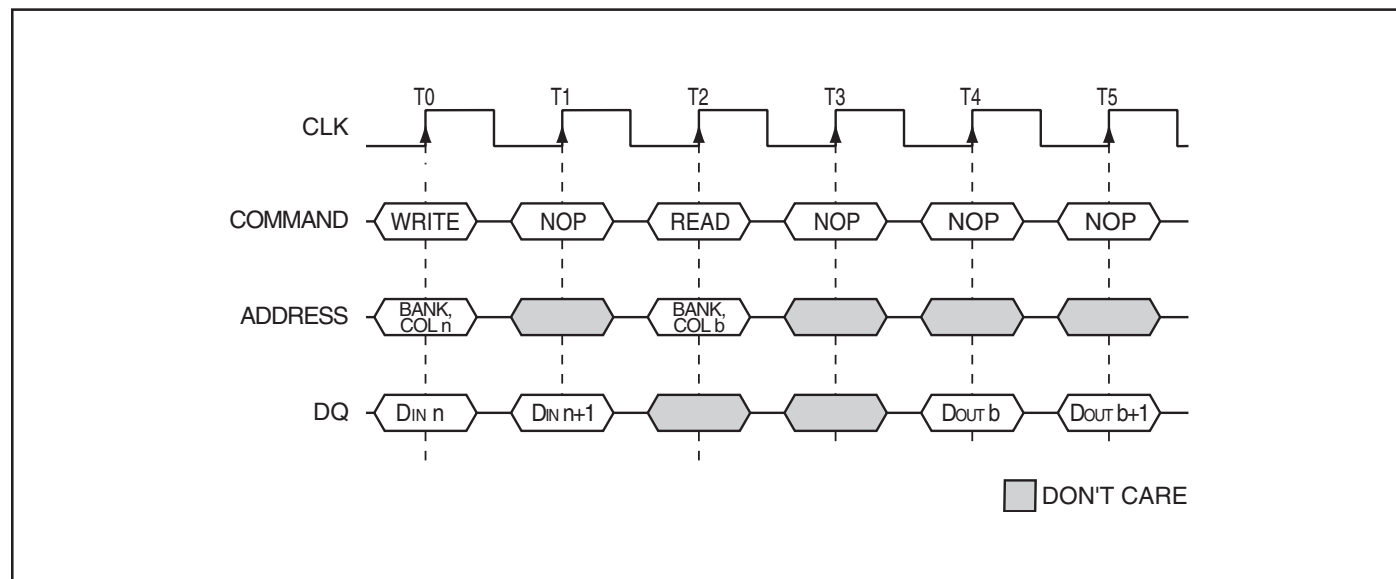 T0 T1 T2 T3 T4 T5
CLK
COMMAND WRITE NOP READ NOP NOP NOP
ADDRESS BANK, COL n BANK, COL b
DQ DIN n DIN n+1 DOUT b DOUT b+1
DON'T CARE